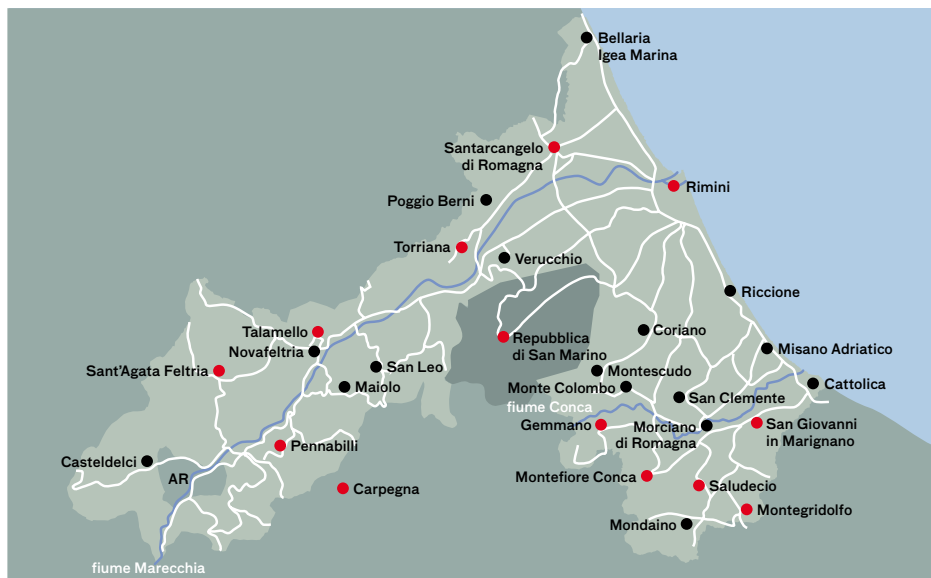 Bellaria
Igea Marina
Santarcangelo
di Romagna
Rimini
Poggio Berni
Torriana
Verucchio
Riccione
Talamello
Novafeltria
Repubblica
di San Marino
Coriano
Misano Adriatico
Sant'Agata Feltria
San Leo
Montescudo
Maiolo
Monte Colombo
Cattolica
San Clemente
fiume Conca
Gemmano
Morciano
di Romagna
San Giovanni
in Marignano
Pennabilli
Casteldelci
AR
Carpegna
Montefiore Conca
Saludecio
Montegridolfo
Mondaino
fiume Marecchia